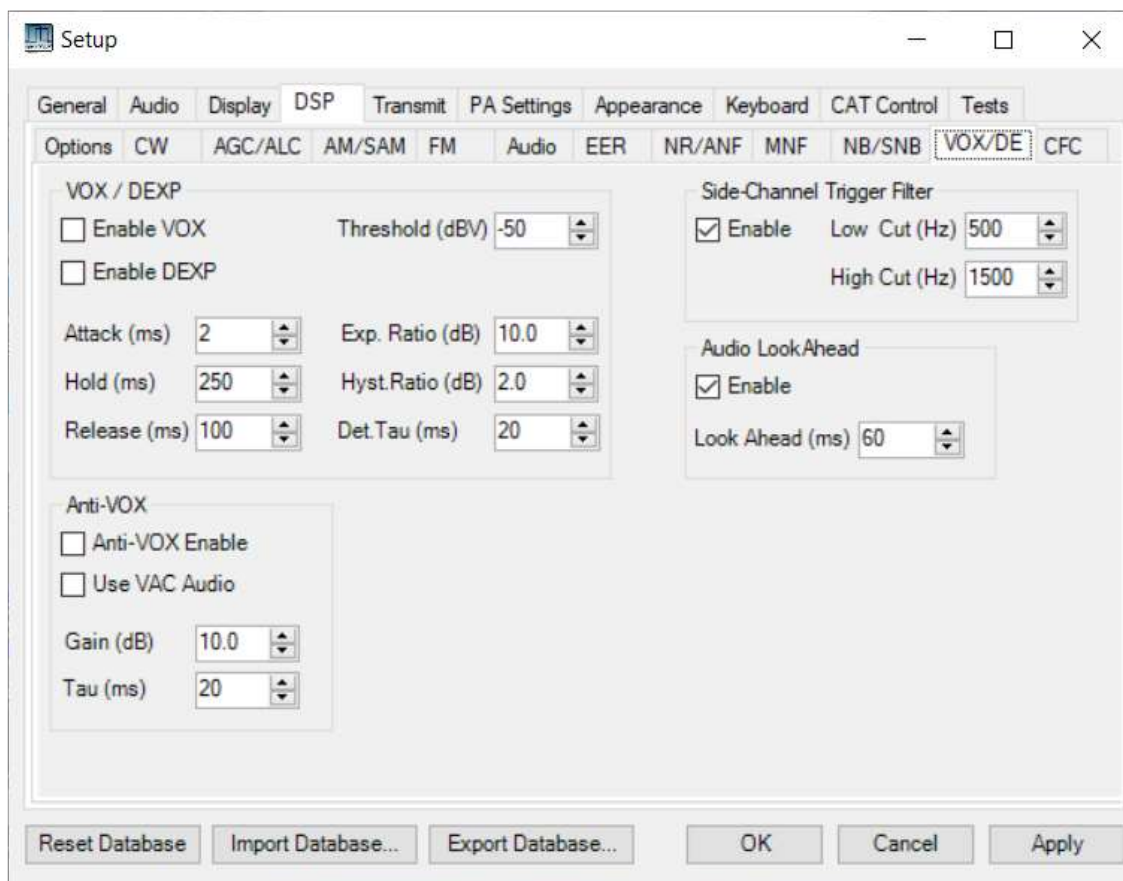 Setup
General Audio Display DSP Transmit PA Settings Appearance Keyboard CAT Control Tests
Options CW AGC/ALC AM/SAM FM Audio EER NR/ANF MNF NB/SNB VOX/DE CFC
VOX / DEXP
Enable VOX Threshold (dBV) -50
Enable DEXP
Attack (ms) 2 Exp. Ratio (dB) 10.0
Hold (ms) 250 Hyst.Ratio (dB) 2.0
Release (ms) 100 Det.Tau (ms) 20
Side-Channel Trigger Filter
Enable Low Cut (Hz) 500
High Cut (Hz) 1500
Audio LookAhead
Enable
Look Ahead (ms) 60
Anti-VOX
Anti-VOX Enable
Use VAC Audio
Gain (dB) 10.0
Tau (ms) 20
Reset Database Import Database... Export Database... OK Cancel Apply